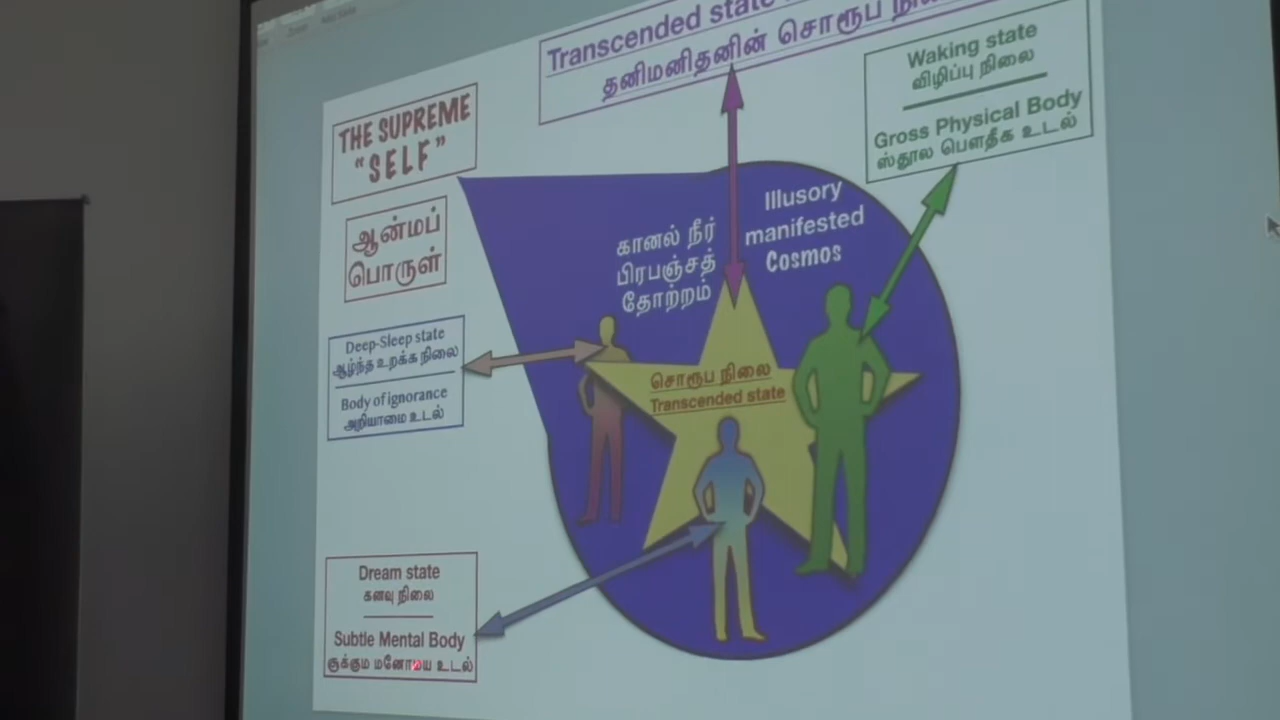 Transcended state
தனிமனிதனின் சொரூப
Waking state
விழிப்பு நிலை
Gross Physical Body
ஸ்தூல பௌதீக உடல்
THE SUPREME
"SELF"
ஆன்மப்
பொருள்
Illusory
manifested
Cosmos
கானல் நீர்
பிரபஞ்சத்
தோற்றம்
Deep-Sleep state
ஆழ்ந்த உறக்க நிலை
Body of ignorance
அறியாமை உடல்
சொரூப நிலை
Transcended state
Dream state
கனவு நிலை
Subtle Mental Body
சூக்கும மனோமய உடல்